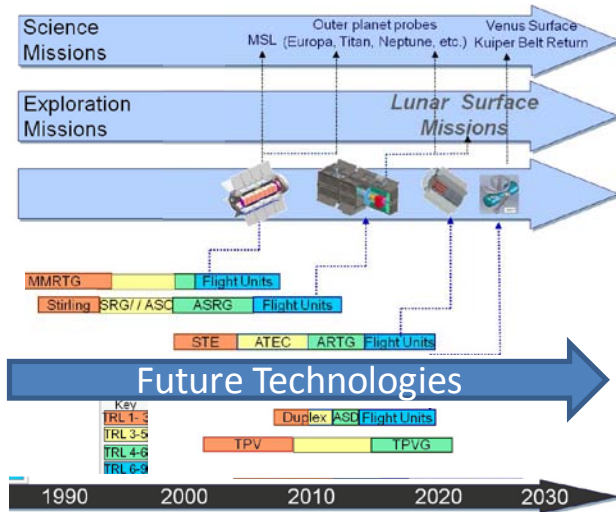 Science Missions
MSL
Outer planet probes
(Europa, Titan, Neptune, etc.)
Venus Surface
Kuiper Belt Return
Exploration Missions
Lunar Surface
Missions
MMRTG
Flight Units
Stirling
SRG// ASC
ASRG
Flight Units
STE
ATEC
ARTG
Flight Units
Future Technologies
Key
TRL 1- 3
TRL 3-5
TRL 4-6
TRL 6-9
Duplex
ASD
Flight Units
TPV
TPVG
1990
2000
2010
2020
2030